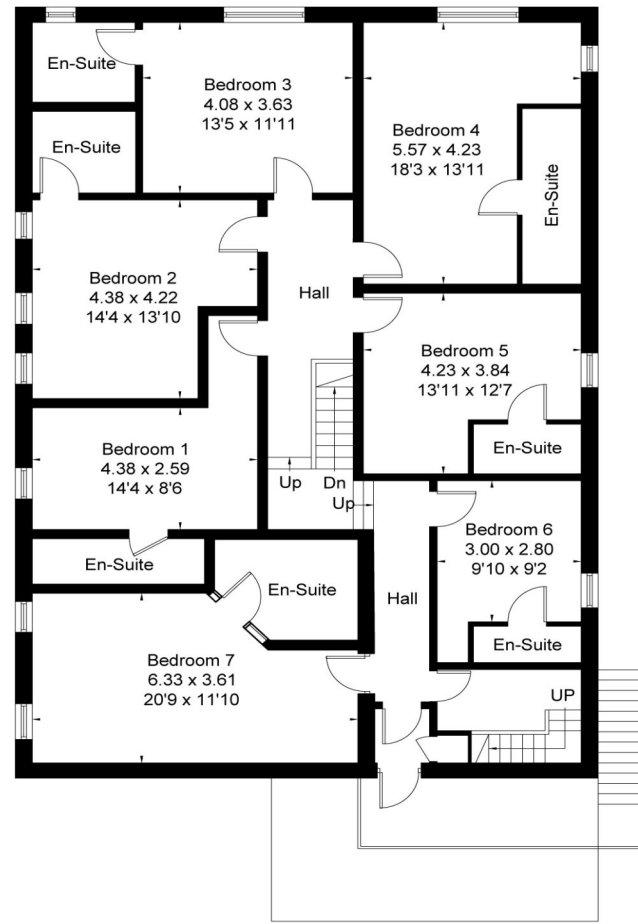 En-Suite
Bedroom 3
4.08 x 3.63
13'5 x 11'11
Bedroom 4
5.57 x 4.23
18'3 x 13'11
En-Suite
En-Suite
Bedroom 2
4.38 x 4.22
14'4 x 13'10
Hall
Bedroom 5
4.23 x 3.84
13'11 x 12'7
En-Suite
Bedroom 1
4.38 x 2.59
14'4 x 8'6
Up
Dn
Up
En-Suite
En-Suite
Bedroom 6
3.00 x 2.80
9'10 x 9'2
En-Suite
Hall
Bedroom 7
6.33 x 3.61
20'9 x 11'10
UP